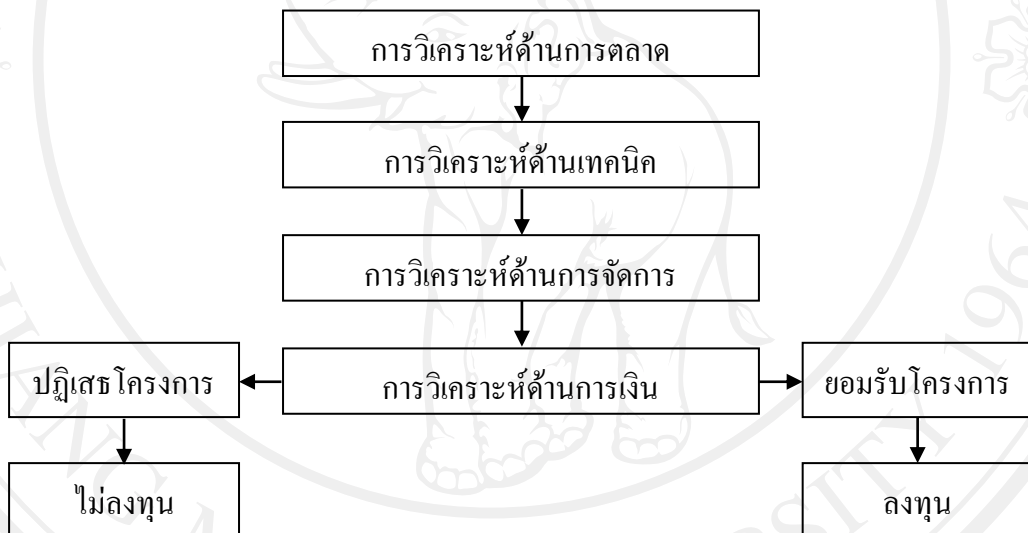 การวิเคราะห์ด้านการตลาด
การวิเคราะห์ด้านเทคนิค
การวิเคราะห์ด้านการจัดการ
ปฏิเสธโครงการ
การวิเคราะห์ด้านการเงิน
ยอมรับโครงการ
ไม่ลงทุน
ลงทุน
1964